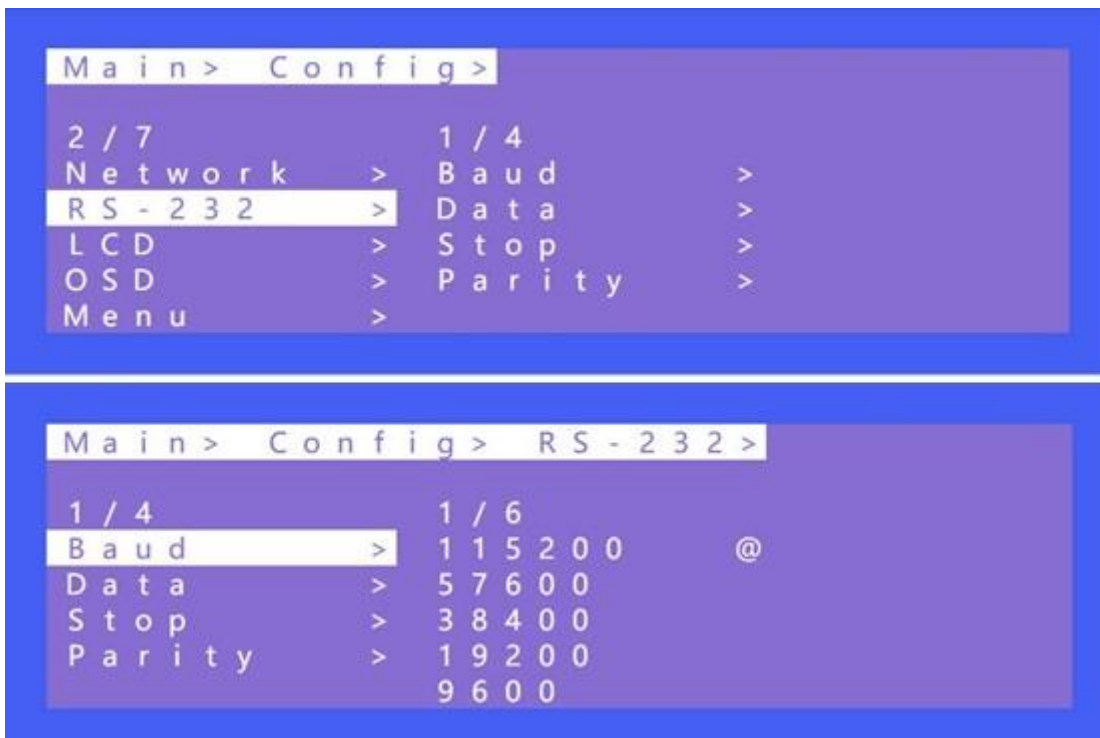 Main> Config>
2/7 1/4
Network > Baud >
RS-232 > Data >
LCD > Stop >
OSD > Parity >
Menu >
Main> Config> RS-232>
1/4 1/6
Baud > 115200 @
Data > 57600
Stop > 38400
Parity > 19200
9600